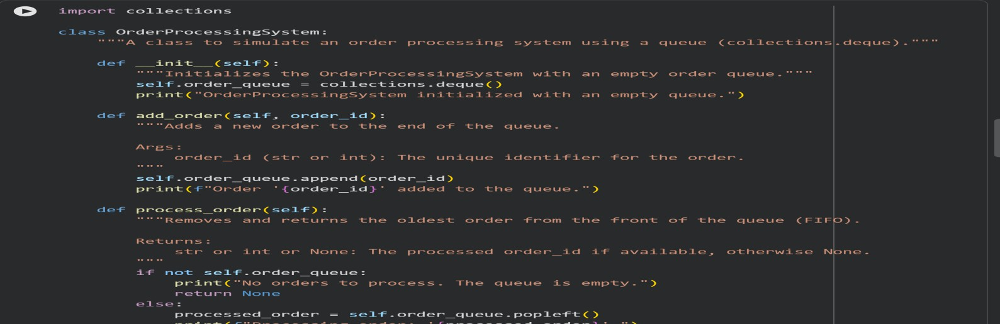 import collections

class OrderProcessingSystem:
    """A class to simulate an order processing system using a queue (collections.deque)."""

    def __init__(self):
        """Initializes the OrderProcessingSystem with an empty order queue."""
        self.order_queue = collections.deque()
        print("OrderProcessingSystem initialized with an empty queue.")

    def add_order(self, order_id):
        """Adds a new order to the end of the queue.

        Args:
            order_id (str or int): The unique identifier for the order.
        """
        self.order_queue.append(order_id)
        print(f"Order '{order_id}' added to the queue.")

    def process_order(self):
        """Removes and returns the oldest order from the front of the queue (FIFO).

        Returns:
            str or int or None: The processed order_id if available, otherwise None.
        """
        if not self.order_queue:
            print("No orders to process. The queue is empty.")
            return None
        else:
            processed_order = self.order_queue.popleft()
            print(f"Processing order: '{processed_order}'.")